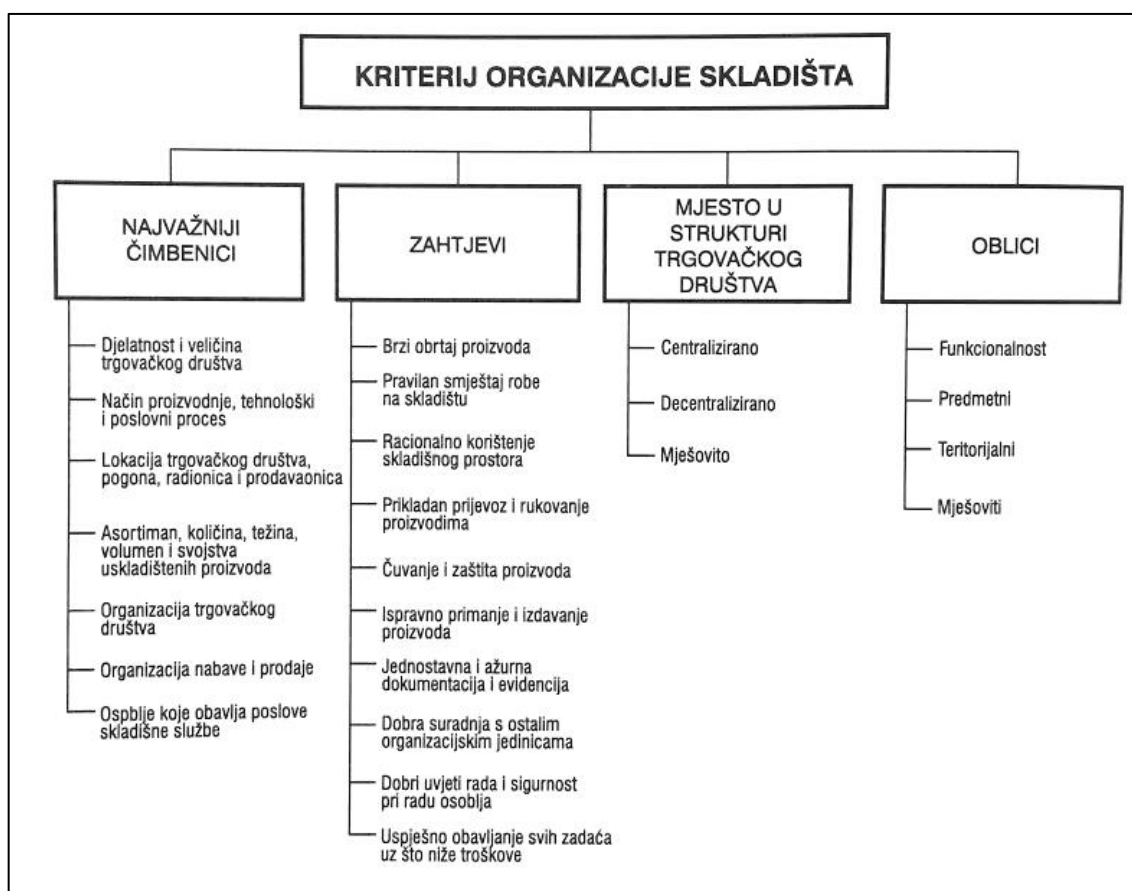 KRITERIJ ORGANIZACIJE SKLADIŠTA
NAJVAŽNIJI
ČIMBENICI
Djelatnost i veličina
trgovačkog društva
Način proizvodnje, tehnološki
i poslovni proces
Lokacija trgovačkog društva,
pogona, radionica i prodavaonica
Asortiman, količina, težina,
volumen i svojstva
uskladištenih proizvoda
Organizacija trgovačkog
društva
Organizacija nabave i prodaje
Ospblje koje obavlja poslove
skladišne službe
ZAHTJEVI
Brzi obrtaj proizvoda
Pravilan smještaj robe
na skladištu
Racionalno korištenje
skladišnog prostora
Prikladan prijevoz i rukovanje
proizvodima
Čuvanje i zaštita proizvoda
Ispravno primanje i izdavanje
proizvoda
Jednostavna i ažurna
dokumentacija i evidencija
Dobra suradnja s ostalim
organizacijskim jedinicama
Dobri uvjeti rada i sigurnost
pri radu osoblja
Uspješno obavljanje svih zadaća
uz što niže troškove
MJESTO U
STRUKTURI
TRGOVAČKOG
DRUŠTVA
Centralizirano
Decentralizirano
Mješovito
OBLICI
Funkcionalnost
Predmetni
Teritorijalni
Mješoviti